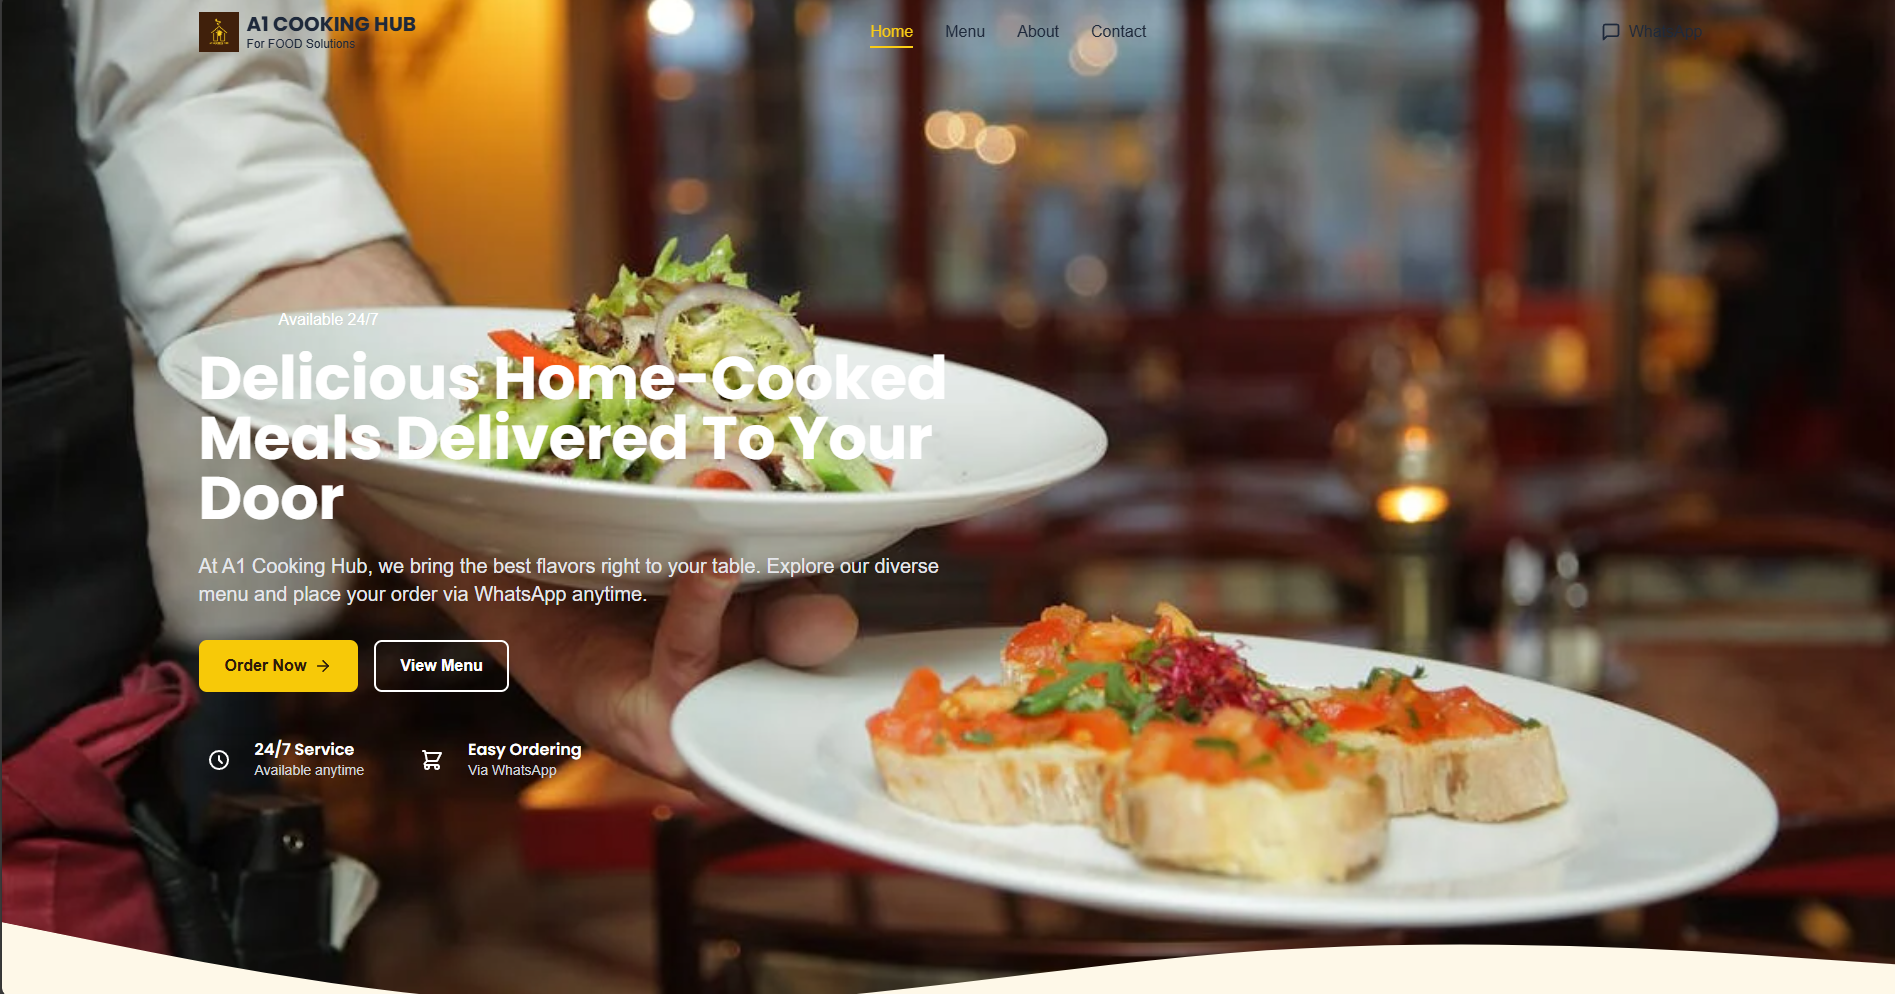 A1 COOKING HUB
For FOOD Solutions
Home
Menu
About
Contact
WhatsApp
Available 24/7
Delicious Home-Cooked
Meals Delivered To Your
Door
At A1 Cooking Hub, we bring the best flavors right to your table. Explore our diverse
menu and place your order via WhatsApp anytime.
Order Now
View Menu
24/7 Service
Available anytime
Easy Ordering
Via WhatsApp